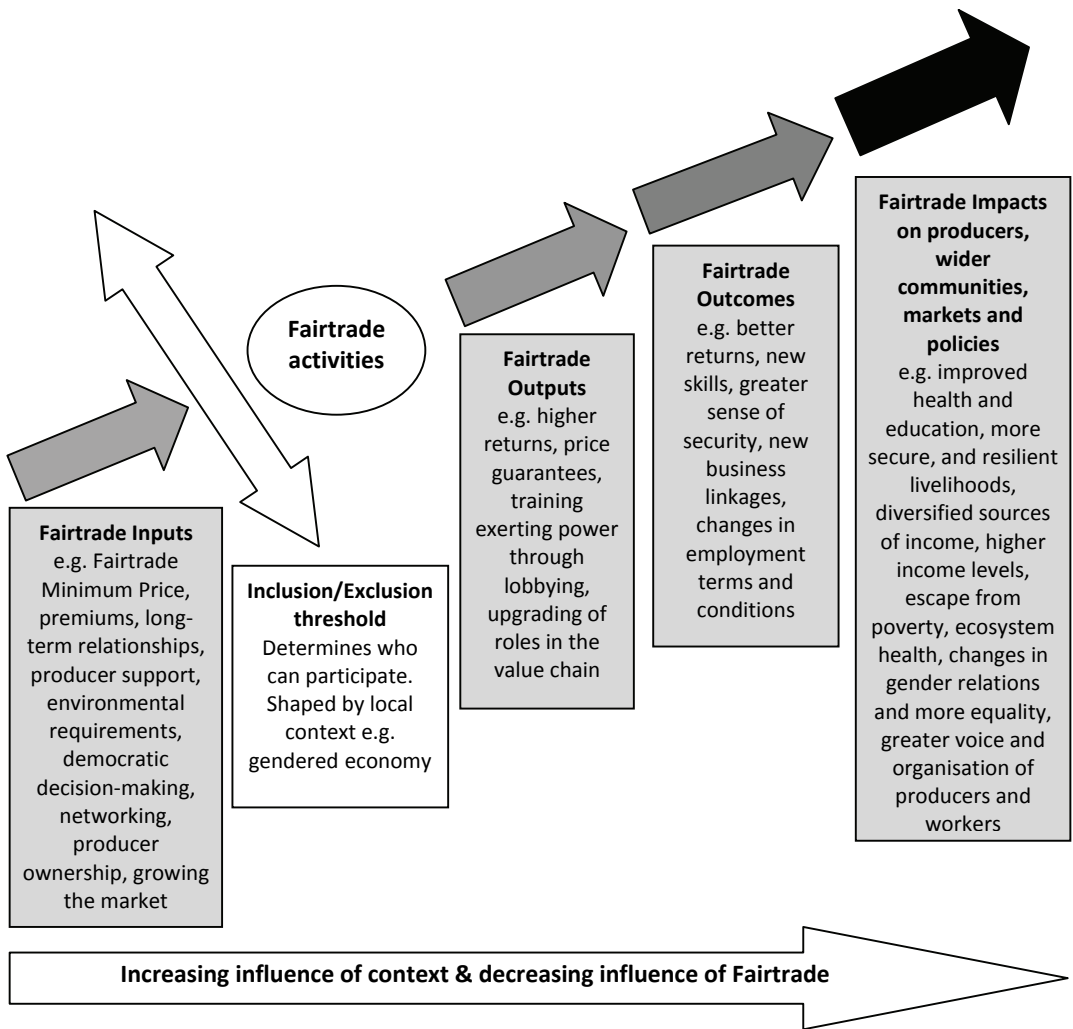 Fairtrade Inputs
e.g. Fairtrade
Minimum Price,
premiums, long-
term relationships,
producer support,
environmental
requirements,
democratic
decision-making,
networking,
producer
ownership, growing
the market
Inclusion/Exclusion
threshold
Determines who
can participate.
Shaped by local
context e.g.
gendered economy
Fairtrade
activities
Fairtrade
Outputs
e.g. higher
returns, price
guarantees,
training
exerting power
through
lobbying,
upgrading of
roles in the
value chain
Fairtrade
Outcomes
e.g. better
returns, new
skills, greater
sense of
security, new
business
linkages,
changes in
employment
terms and
conditions
Fairtrade Impacts
on producers,
wider
communities,
markets and
policies
e.g. improved
health and
education, more
secure, and resilient
livelihoods,
diversified sources
of income, higher
income levels,
escape from
poverty, ecosystem
health, changes in
gender relations
and more equality,
greater voice and
organisation of
producers and
workers
Increasing influence of context & decreasing influence of Fairtrade